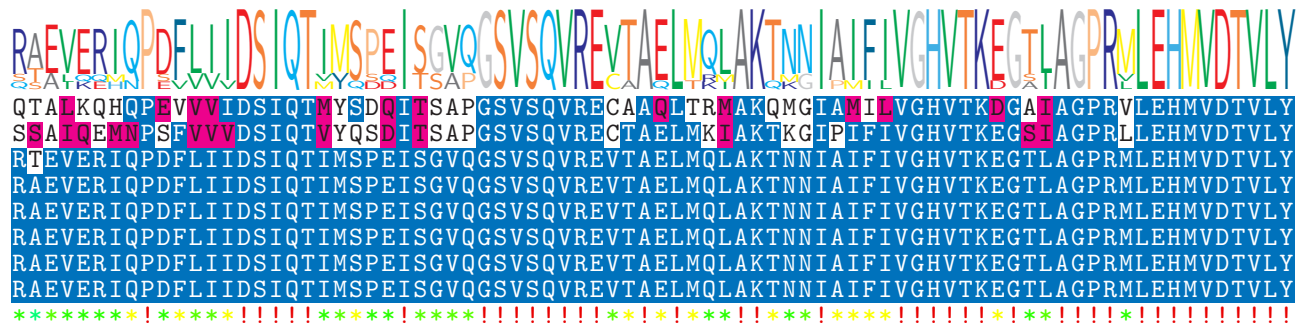 RAEVERIQPDFLIIDSIQTIMSPEISGVQGSVSQVREVTAELMQLAKTNNIAIFIVGHVTKEGTLAGPRMLEHMVDTVLY
QTALKQHQPEVVVIDSIQTMYSDQITSAPGSVSQVRECAAQLTRMAKQMGIAMILVGHVTKDGAIAGPRVLEHMVDTVLY
SSAIQEMNPSFVVVDSIQTVYQSDITSAPGSVSQVRECTAELMKIAKTKGIPIFIVGHVTKEGSIAGPRLLEHMVDTVLY
RTEVERIQPDFLIIDSIQTIMSPEISGVQGSVSQVREVTAELMQLAKTNNIAIFIVGHVTKEGTLAGPRMLEHMVDTVLY
RAEVERIQPDFLIIDSIQTIMSPEISGVQGSVSQVREVTAELMQLAKTNNIAIFIVGHVTKEGTLAGPRMLEHMVDTVLY
RAEVERIQPDFLIIDSIQTIMSPEISGVQGSVSQVREVTAELMQLAKTNNIAIFIVGHVTKEGTLAGPRMLEHMVDTVLY
RAEVERIQPDFLIIDSIQTIMSPEISGVQGSVSQVREVTAELMQLAKTNNIAIFIVGHVTKEGTLAGPRMLEHMVDTVLY
RAEVERIQPDFLIIDSIQTIMSPEISGVQGSVSQVREVTAELMQLAKTNNIAIFIVGHVTKEGTLAGPRMLEHMVDTVLY
RAEVERIQPDFLIIDSIQTIMSPEISGVQGSVSQVREVTAELMQLAKTNNIAIFIVGHVTKEGTLAGPRMLEHMVDTVLY
********!*****!!!!!*****!****!!!!!!!!**!*!***!!***!****!!!!!!*!**!!!!*!!!!!!!!!!